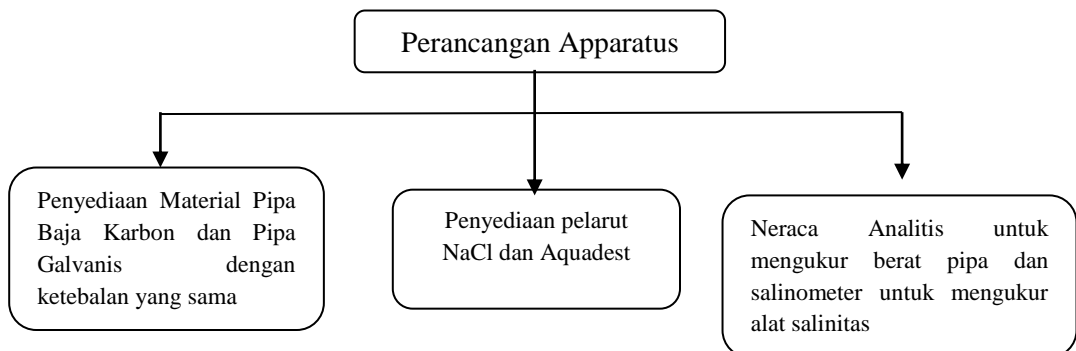 Perancangan Apparatus
Penyediaan Material Pipa
Baja Karbon dan Pipa
Galvanis dengan
ketebalan yang sama
Penyediaan pelarut
NaCl dan Aquadest
Neraca Analitis untuk
mengukur berat pipa dan
salinometer untuk mengukur
alat salinitas